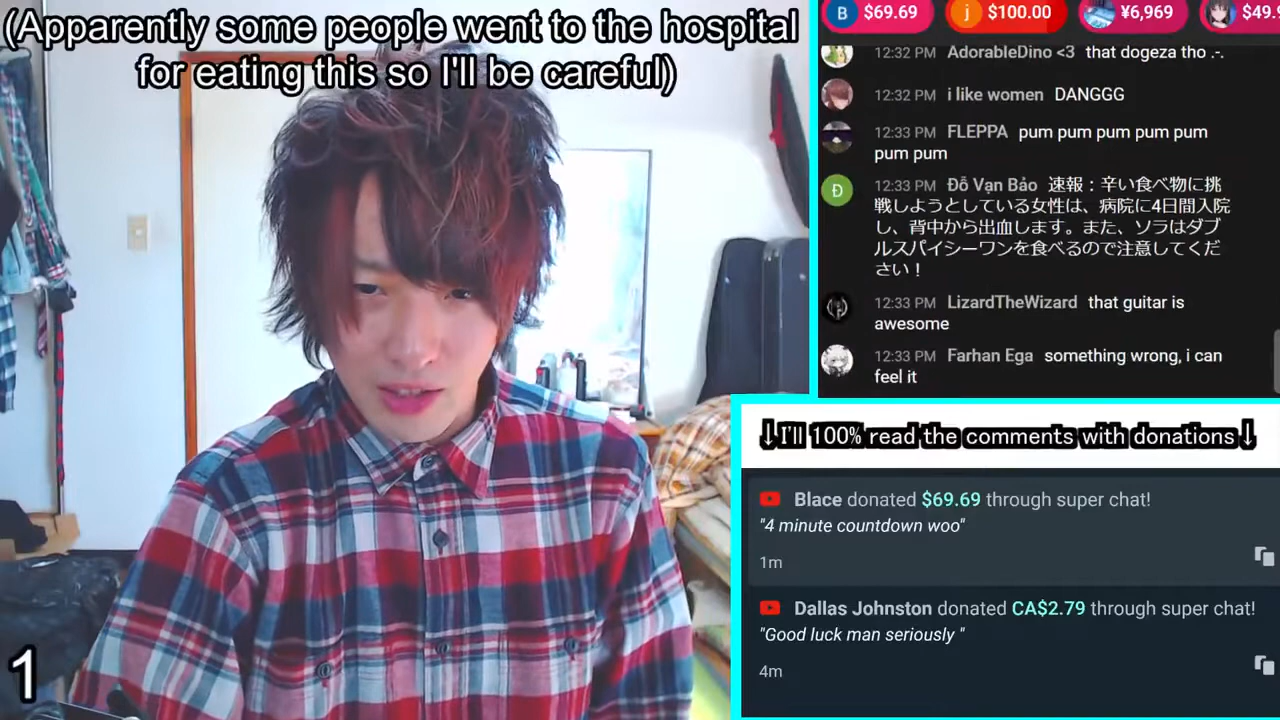 (Apparently some people went to the hospital
for eating this so I'll be careful)
1
B $69.69
j $100.00
¥6,969
$49.9
12:32 PM AdorableDino <3 that dogeza tho .-.
12:32 PM i like women DANGGG
12:33 PM FLEPPA pum pum pum pum pum
pum pum
Đ 12:33 PM Đỗ Vạn Bảo 速報：辛い食べ物に挑
戦しようとしている女性は、病院に4日間入院
し、背中から出血します。また、ソラはダブ
ルスパイシーワンを食べるので注意してくだ
さい！
12:33 PM LizardTheWizard that guitar is
awesome
12:33 PM Farhan Ega something wrong, i can
feel it
↓I'll 100% read the comments with donations↓
Blace donated $69.69 through super chat!
"4 minute countdown woo"
1m
Dallas Johnston donated CA$2.79 through super chat!
"Good luck man seriously "
4m